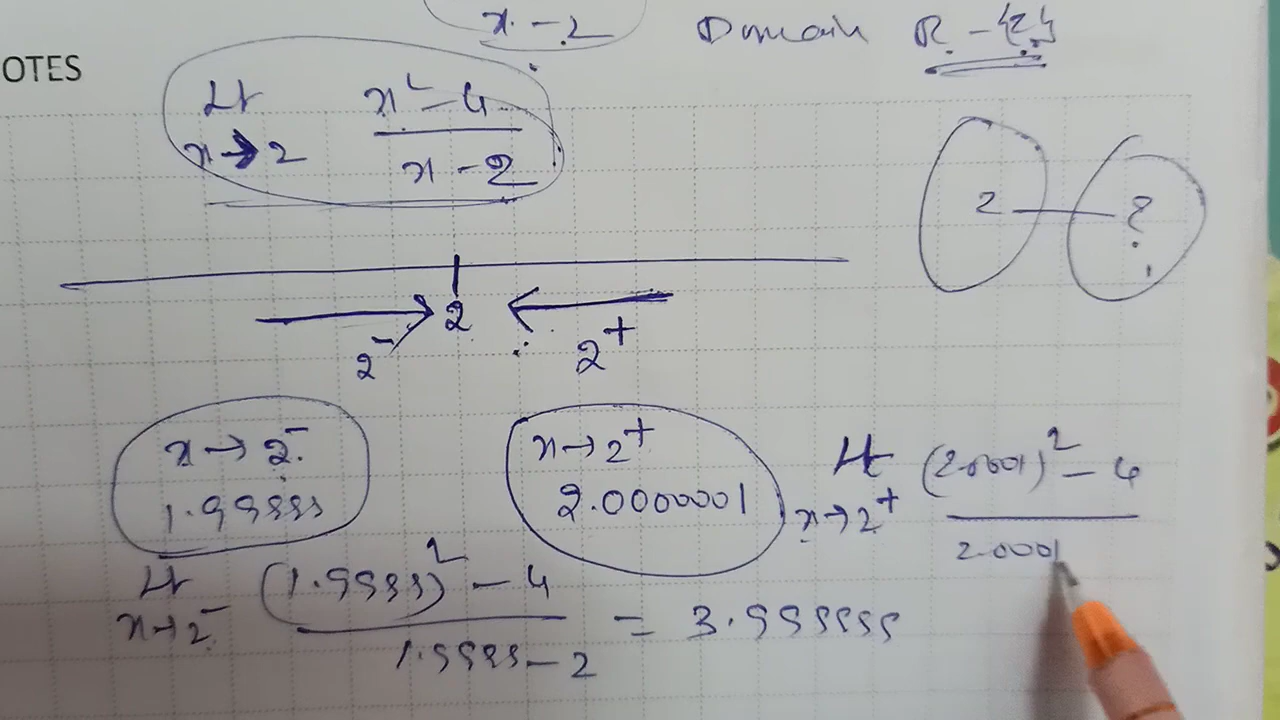 x - 2 Domain R - {2}
OTES
Lt x² - 4
x → 2 x - 2
2 ?
2
2⁻ 2⁺
x → 2⁻ x → 2⁺ Lt (2.0001)² - 4
1.99999 2.0000001 x → 2⁺ 2.0001
Lt (1.9999)² - 4
x → 2⁻ 1.9999 - 2 = 3.999999